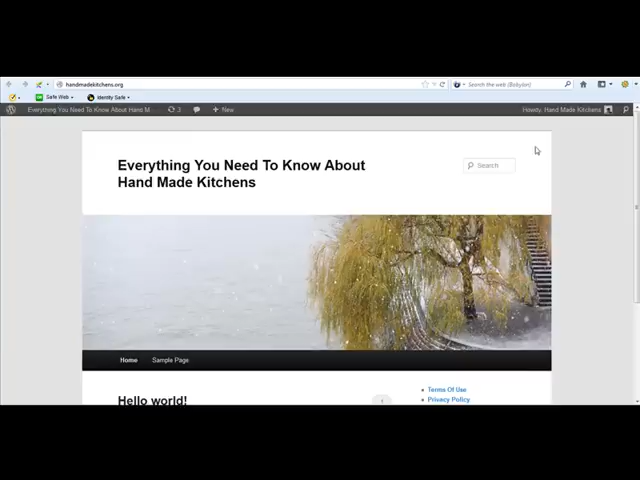 handmadekitchens.org
Search the web (Babylon)
Safe Web
Identity Safe
Everything You Need To Know About Hand M
3
New
Howdy, Hand Made Kitchens
Everything You Need To Know About
Hand Made Kitchens
Search
Home
Sample Page
Hello world!
Terms Of Use
Privacy Policy